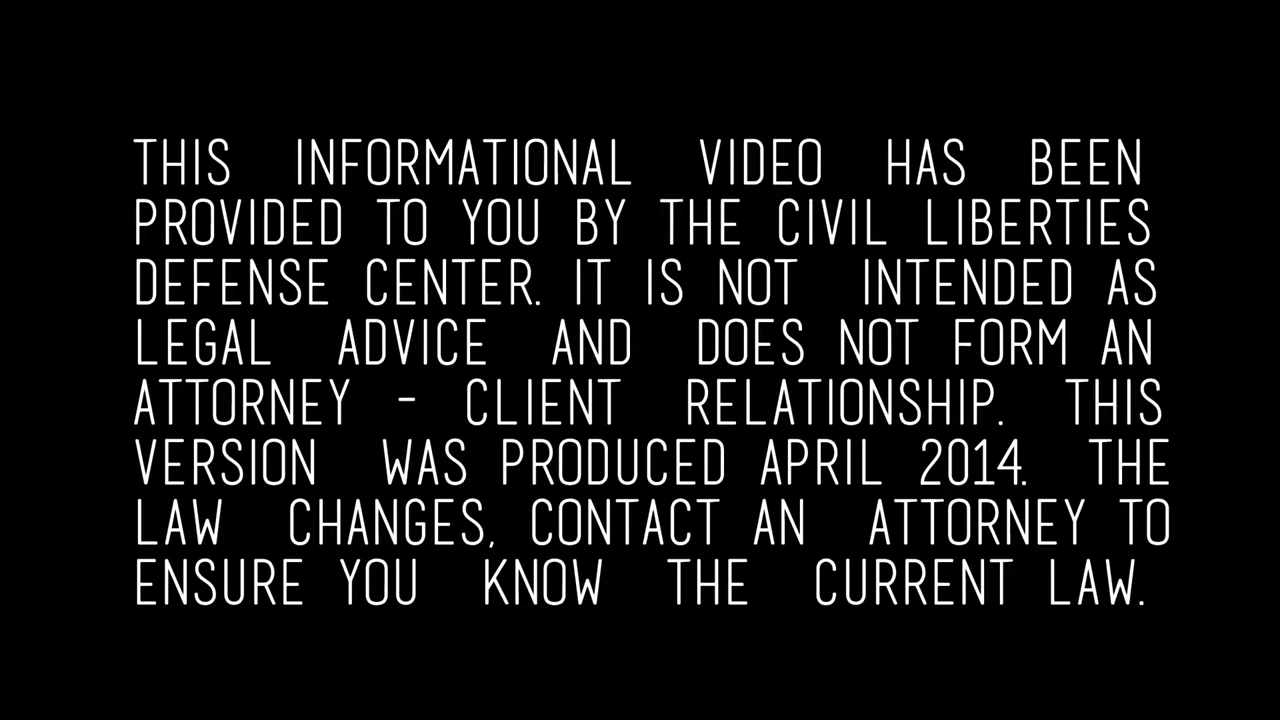 THIS INFORMATIONAL VIDEO HAS BEEN
PROVIDED TO YOU BY THE CIVIL LIBERTIES
DEFENSE CENTER. IT IS NOT INTENDED AS
LEGAL ADVICE AND DOES NOT FORM AN
ATTORNEY - CLIENT RELATIONSHIP. THIS
VERSION WAS PRODUCED APRIL 2014. THE
LAW CHANGES, CONTACT AN ATTORNEY TO
ENSURE YOU KNOW THE CURRENT LAW.